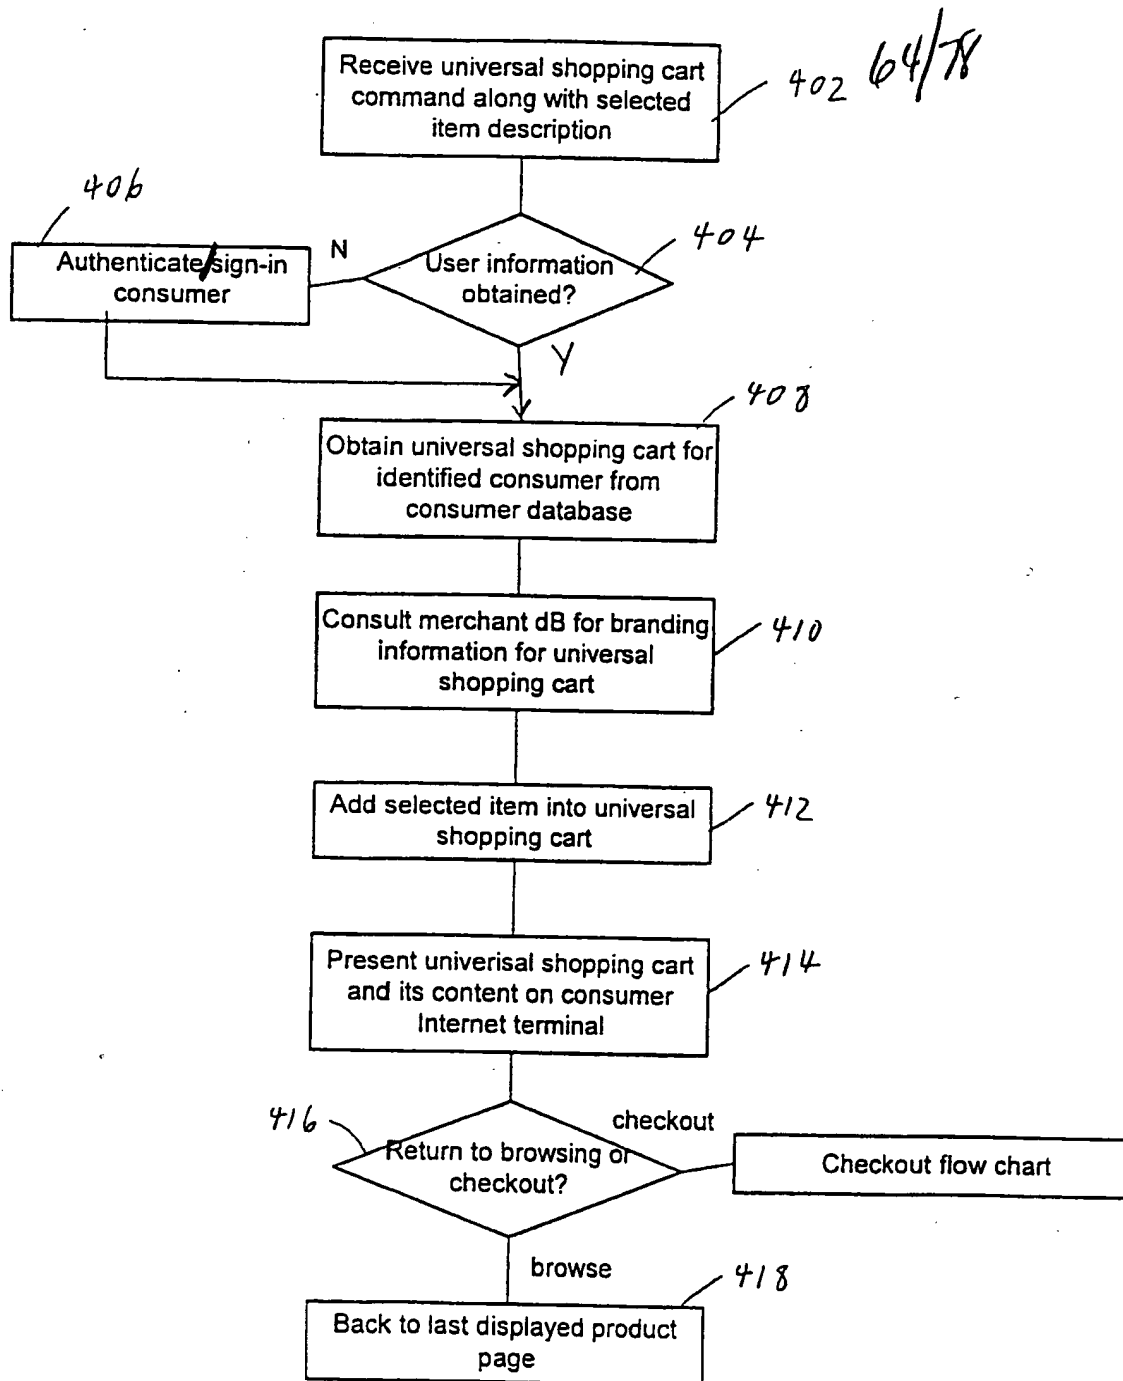 Receive universal shopping cart
command along with selected
item description
402
64/78
406
Authenticate/sign-in
consumer
N
User information
obtained?
404
Y
408
Obtain universal shopping cart for
identified consumer from
consumer database
Consult merchant dB for branding
information for universal
shopping cart
410
Add selected item into universal
shopping cart
412
Present univerisal shopping cart
and its content on consumer
Internet terminal
414
416
Return to browsing or
checkout?
checkout
Checkout flow chart
browse
418
Back to last displayed product
page